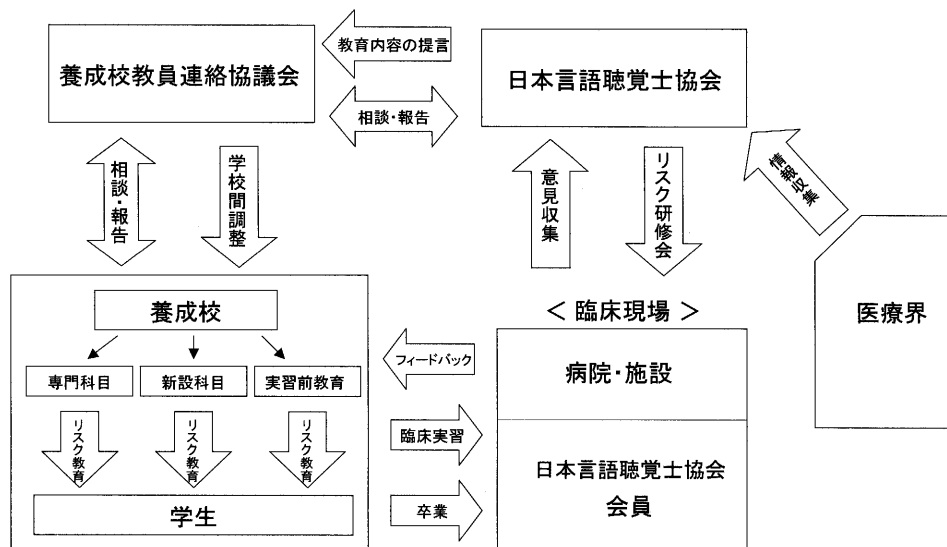 教育内容の提言
養成校教員連絡協議会
日本言語聴覚士協会
相談・報告
相談・報告
学校間調整
意見収集
リスク研修会
情報収集
医療界
養成校
専門科目
新設科目
実習前教育
リスク教育
リスク教育
リスク教育
学生
フィードバック
臨床実習
卒業
＜ 臨床現場 ＞
病院・施設
日本言語聴覚士協会
会員